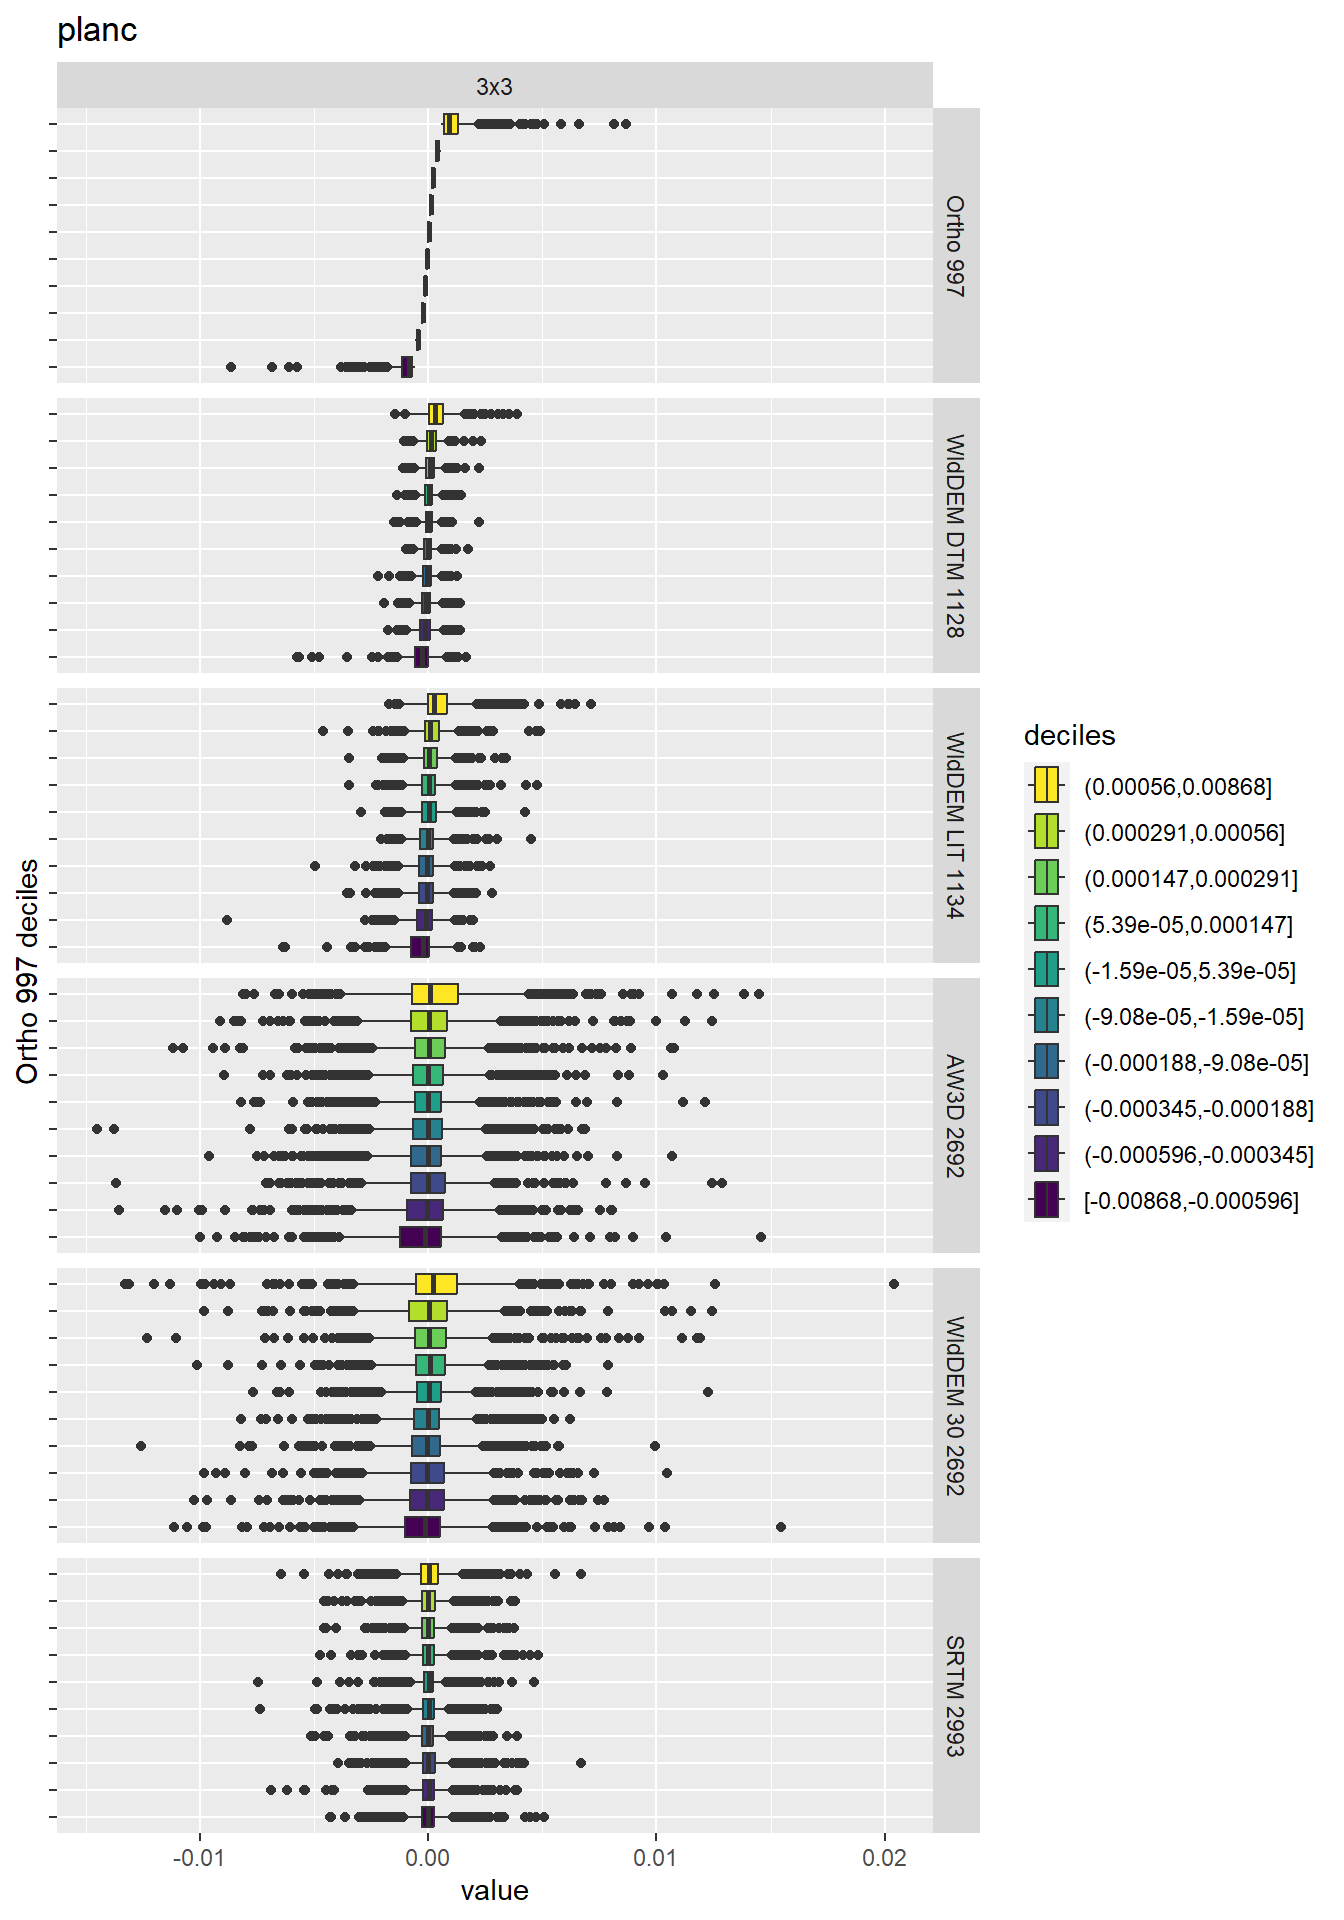 planc
3x3
Ortho 997
WldDEM DTM 1128
WldDEM LIT 1134
AW3D 2692
WldDEM 30 2692
SRTM 2993
Ortho 997 deciles
-0.01
0.00
0.01
0.02
value
deciles
(0.00056,0.00868]
(0.000291,0.00056]
(0.000147,0.000291]
(5.39e-05,0.000147]
(-1.59e-05,5.39e-05]
(-9.08e-05,-1.59e-05]
(-0.000188,-9.08e-05]
(-0.000345,-0.000188]
(-0.000596,-0.000345]
[-0.00868,-0.000596]